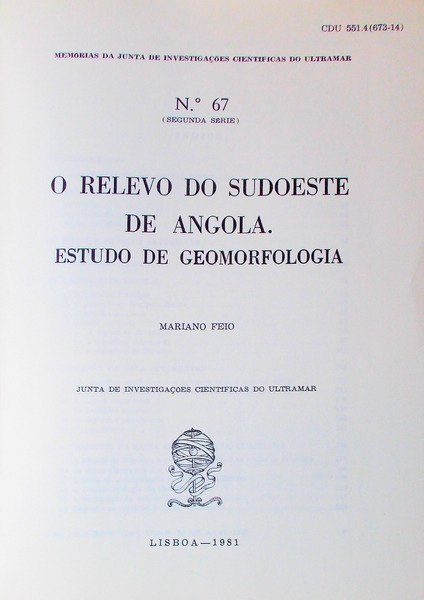 CDU 551.4(673-14)
MEMÓRIAS DA JUNTA DE INVESTIGAÇÕES CIENTÍFICAS DO ULTRAMAR
N.º 67
(SEGUNDA SÉRIE)
O RELEVO DO SUDOESTE
DE ANGOLA.
ESTUDO DE GEOMORFOLOGIA
MARIANO FEIO
JUNTA DE INVESTIGAÇÕES CIENTÍFICAS DO ULTRAMAR
LISBOA—1981